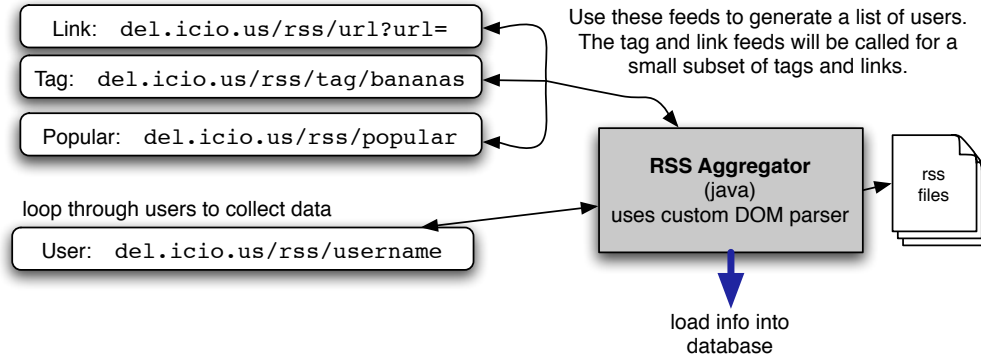 Link: del.icio.us/rss/url?url=
Tag: del.icio.us/rss/tag/bananas
Popular: del.icio.us/rss/popular
Use these feeds to generate a list of users.
The tag and link feeds will be called for a
small subset of tags and links.
RSS Aggregator
(java)
uses custom DOM parser
rss
files
loop through users to collect data
User: del.icio.us/rss/username
load info into
database